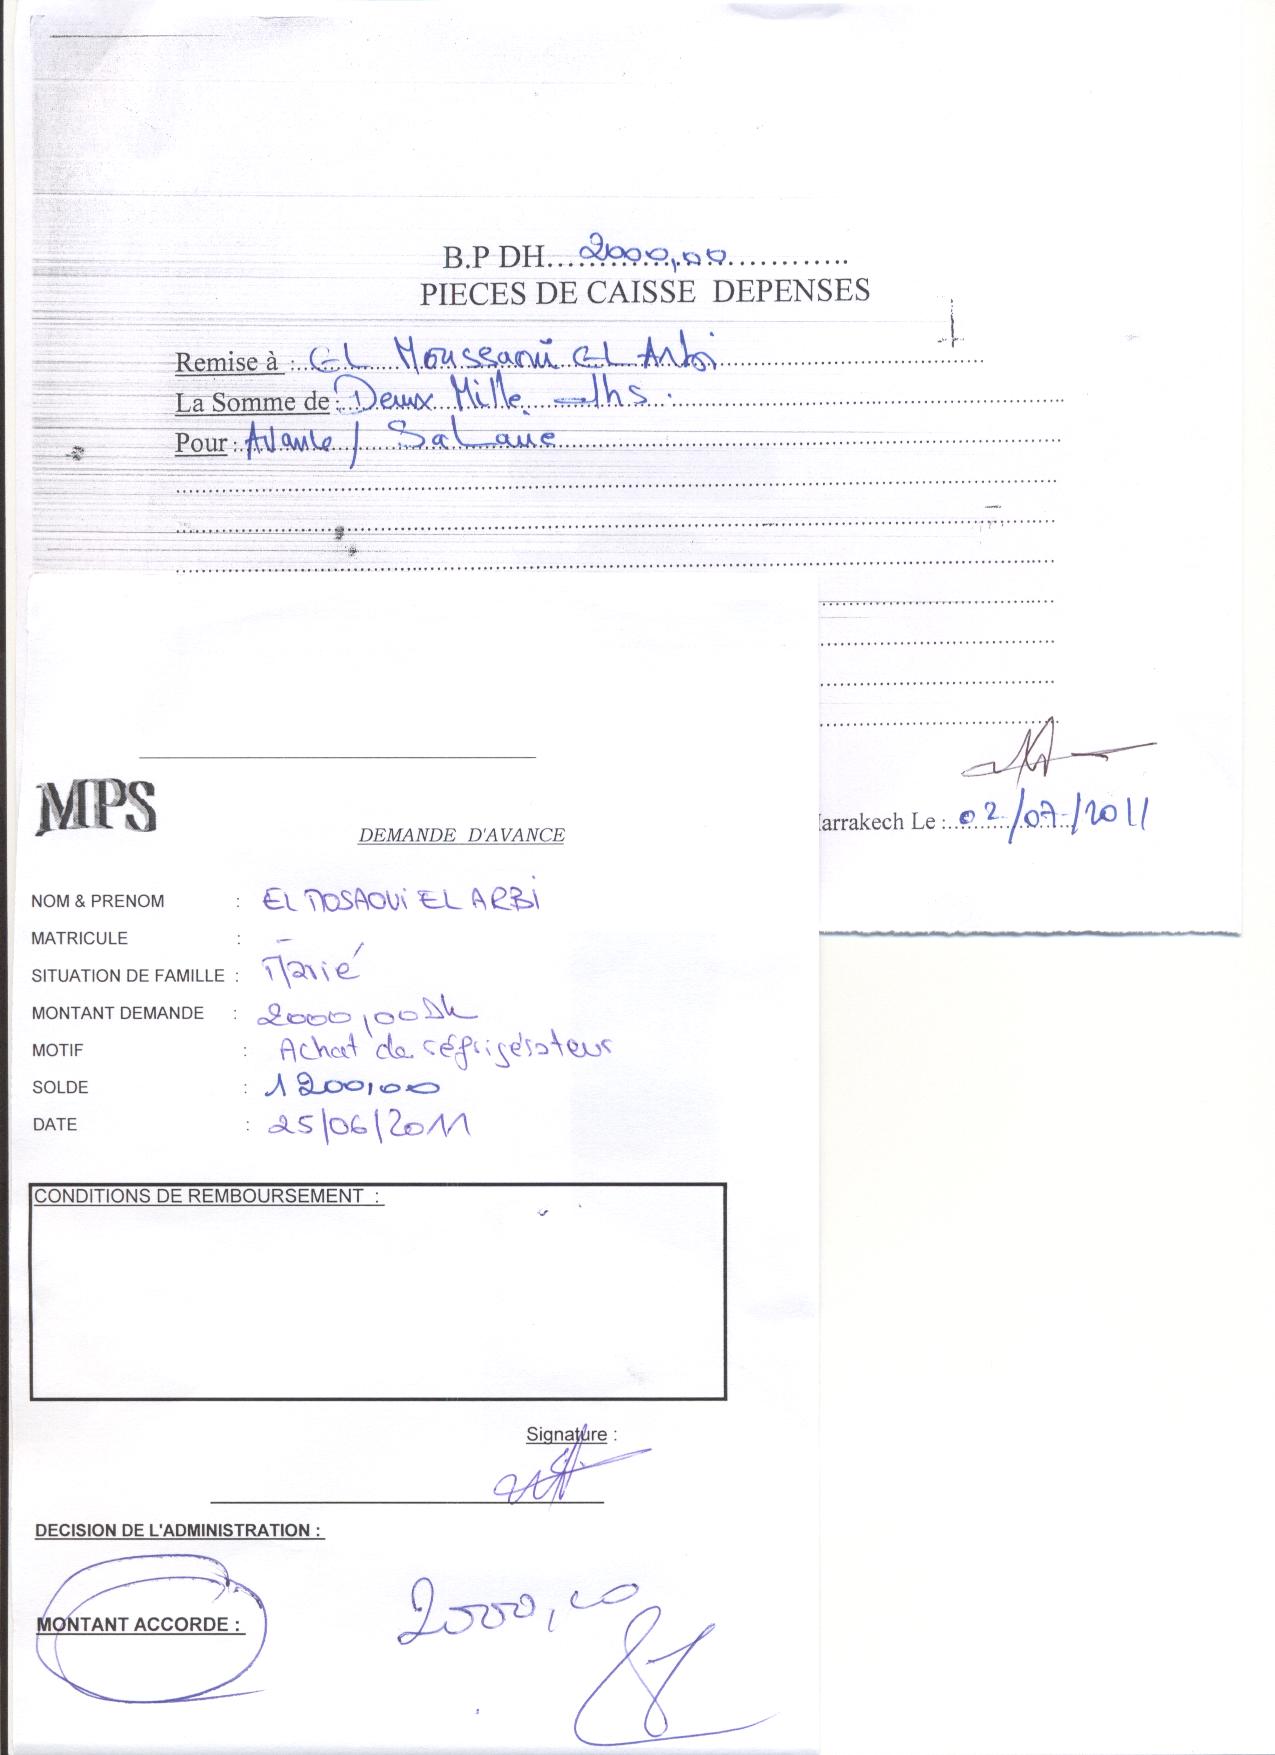 B.P DH....2000,00............
PIECES DE CAISSE DEPENSES
Remise à : EL Moussaoui EL Arbi
La Somme de : Deux Mille dhs.
Pour : Avance / Salaire
arrakech Le : 02/07/2011
MPS
DEMANDE D'AVANCE
NOM & PRENOM : EL MOSAOUi EL ARBi
MATRICULE : -
SITUATION DE FAMILLE : Marié
MONTANT DEMANDE : 2000,00 Dh
MOTIF : Achat de réfrigérateur
SOLDE : 1200,00
DATE : 25/06/2011
CONDITIONS DE REMBOURSEMENT :
Signature :
DECISION DE L'ADMINISTRATION :
MONTANT ACCORDE : 2000,00